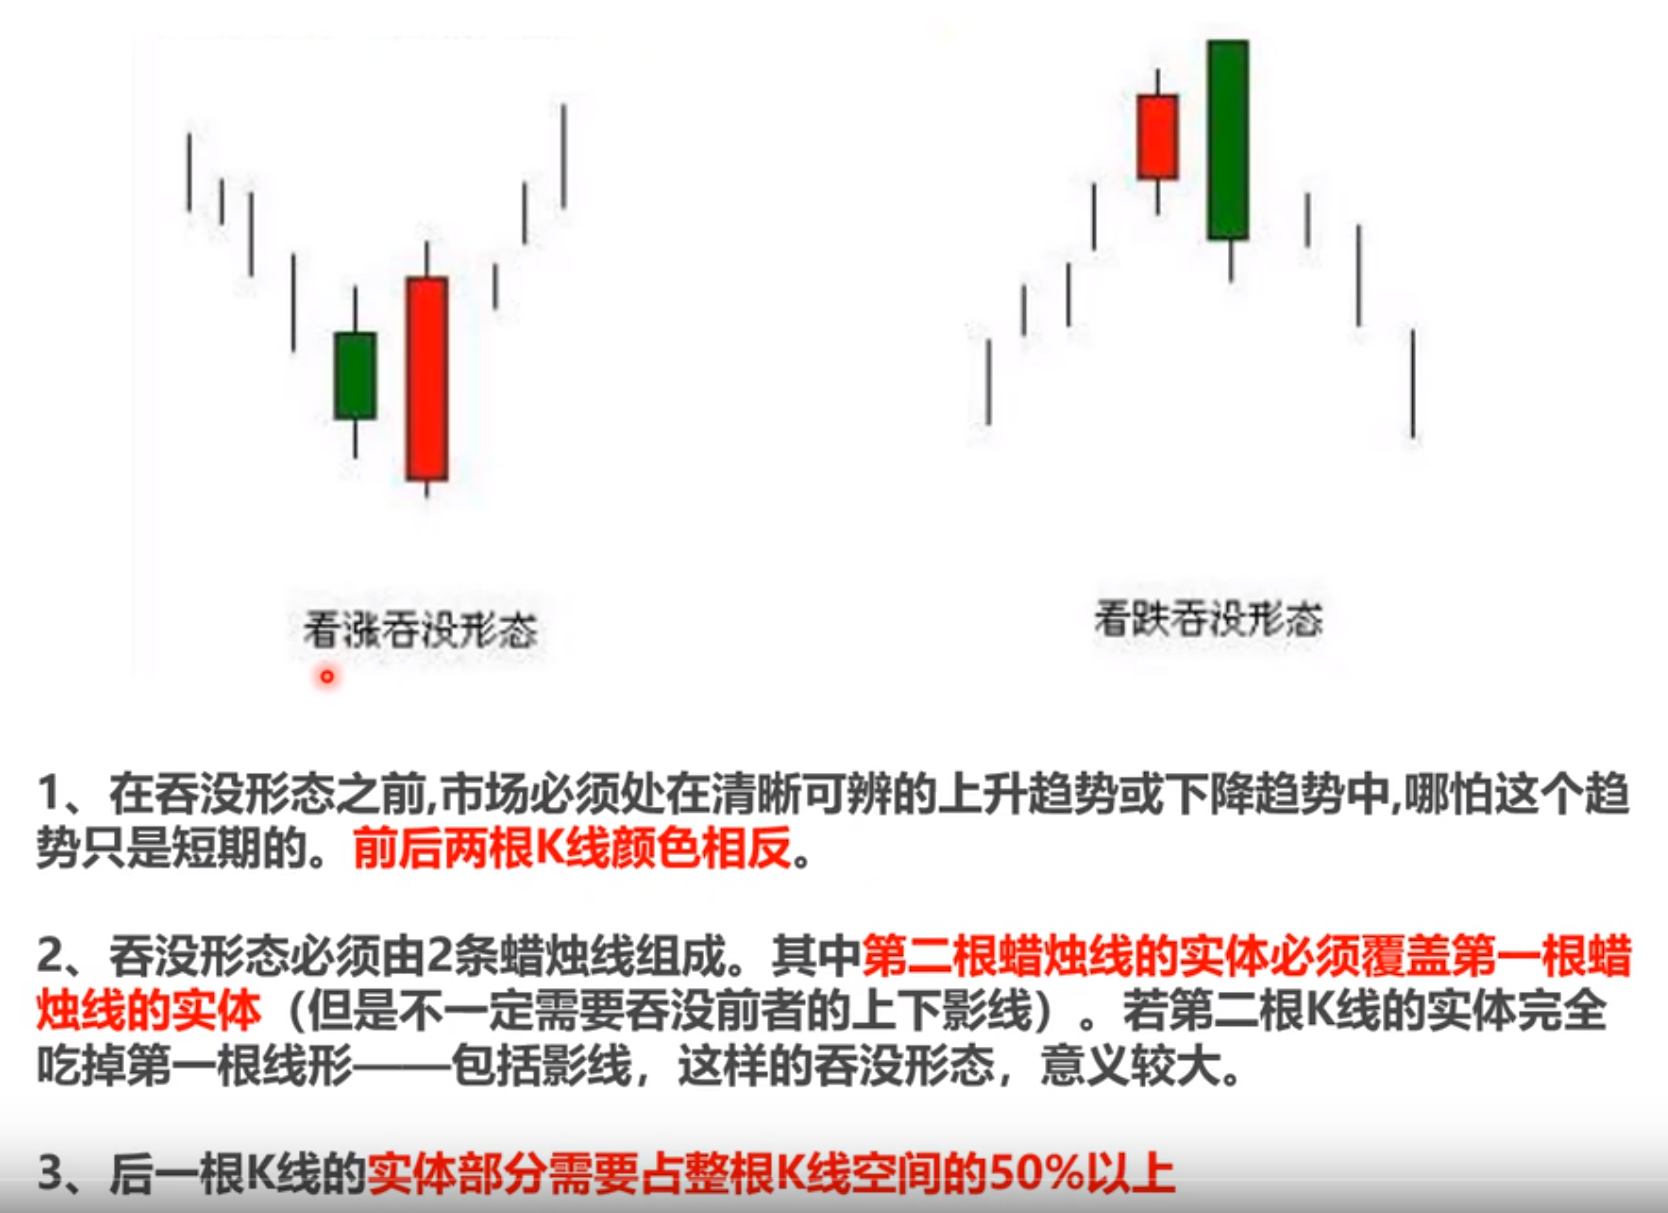 看涨吞没形态
看跌吞没形态
1、在吞没形态之前,市场必须处在清晰可辨的上升趋势或下降趋势中,哪怕这个趋
势只是短期的。前后两根K线颜色相反。
2、吞没形态必须由2条蜡烛线组成。其中第二根蜡烛线的实体必须覆盖第一根蜡
烛线的实体（但是不一定需要吞没前者的上下影线）。若第二根K线的实体完全
吃掉第一根线形——包括影线，这样的吞没形态，意义较大。
3、后一根K线的实体部分需要占整根K线空间的50%以上